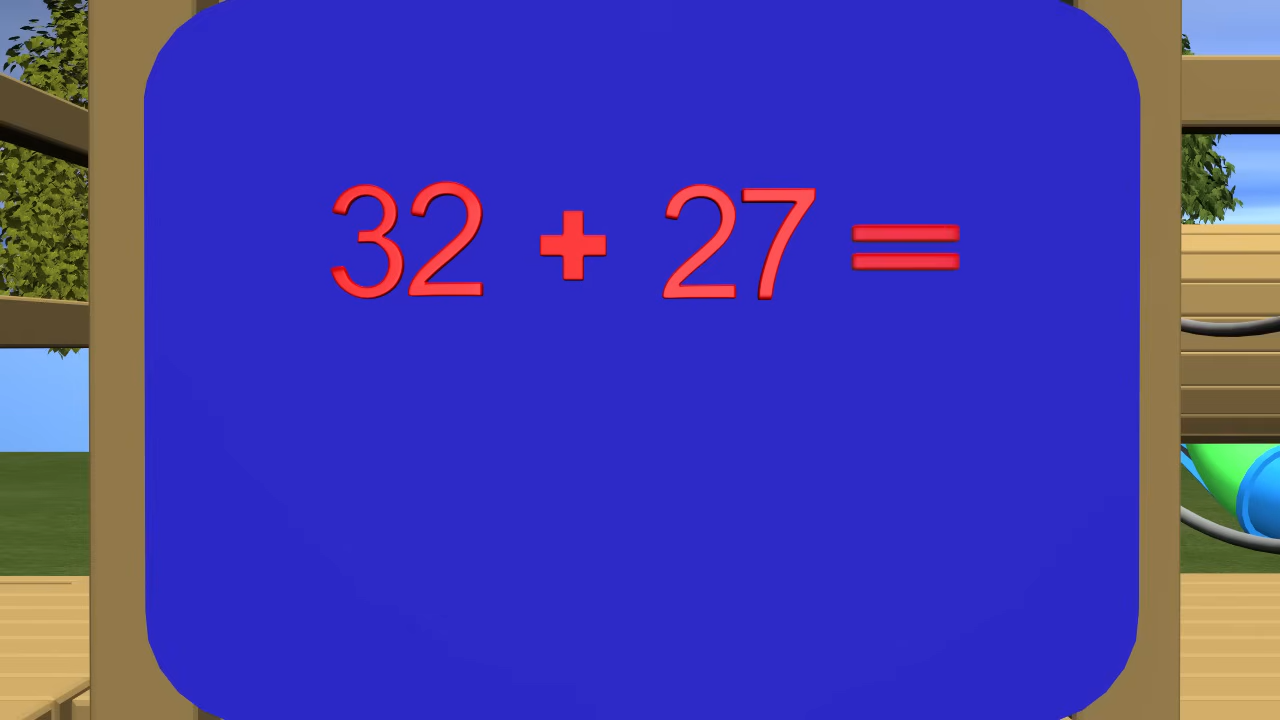 32 + 27 =